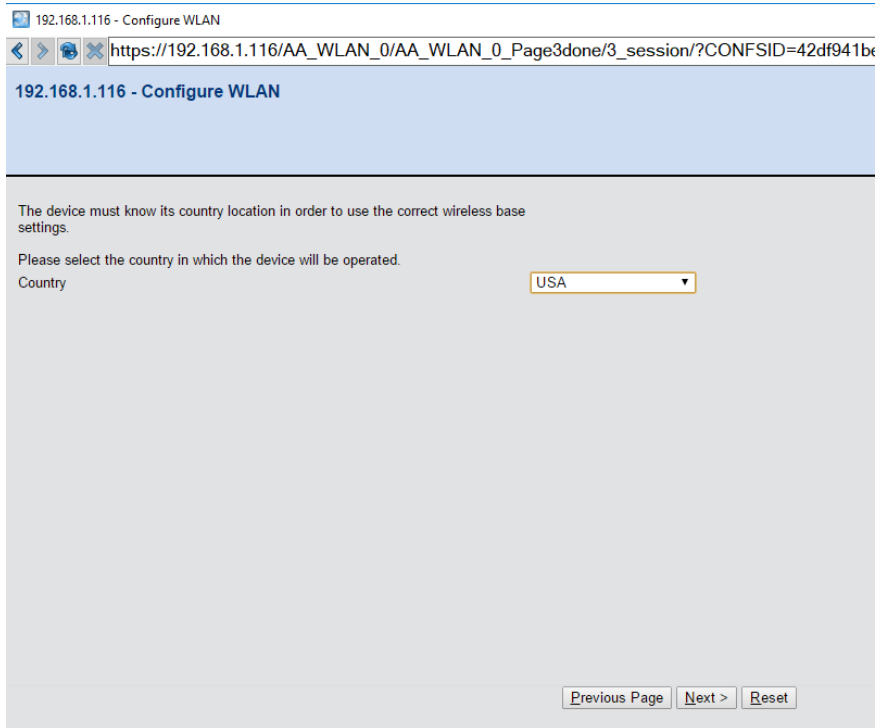 192.168.1.116 - Configure WLAN
https://192.168.1.116/AA_WLAN_0/AA_WLAN_0_Page3done/3_session/?CONFSID=42df941be
192.168.1.116 - Configure WLAN
The device must know its country location in order to use the correct wireless base
settings.
Please select the country in which the device will be operated.
Country USA
Previous Page Next > Reset